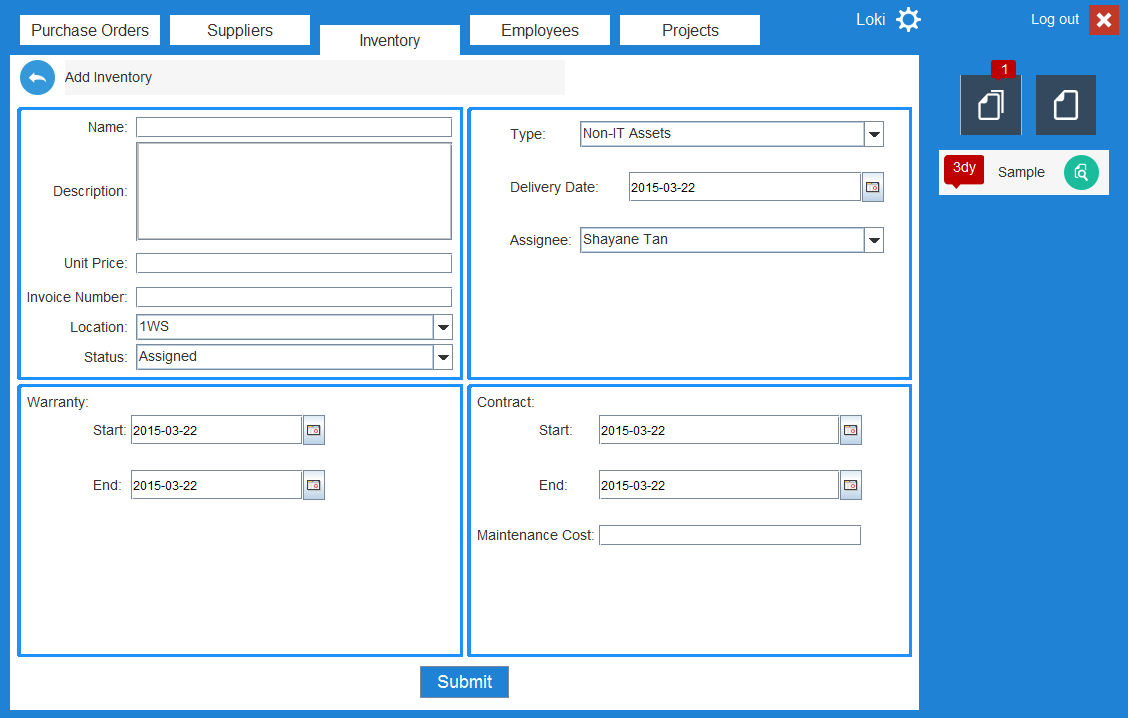 Purchase Orders
Suppliers
Inventory
Employees
Projects
Loki
Log out
Add Inventory
1
3dy
Sample
Name:
Description:
Unit Price:
Invoice Number:
Location: 1WS
Status: Assigned
Type: Non-IT Assets
Delivery Date: 2015-03-22
Assignee: Shayane Tan
Warranty:
Start: 2015-03-22
End: 2015-03-22
Contract:
Start: 2015-03-22
End: 2015-03-22
Maintenance Cost:
Submit